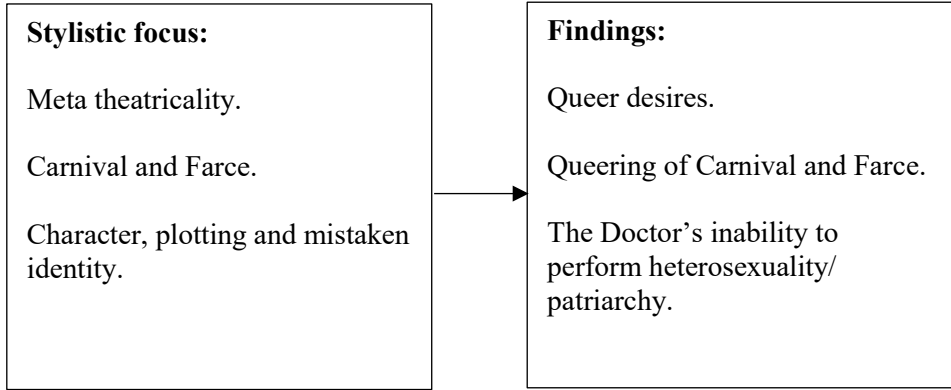 Stylistic focus:
Meta theatricality.
Carnival and Farce.
Character, plotting and mistaken
identity.
Findings:
Queer desires.
Queering of Carnival and Farce.
The Doctor’s inability to
perform heterosexuality/
patriarchy.